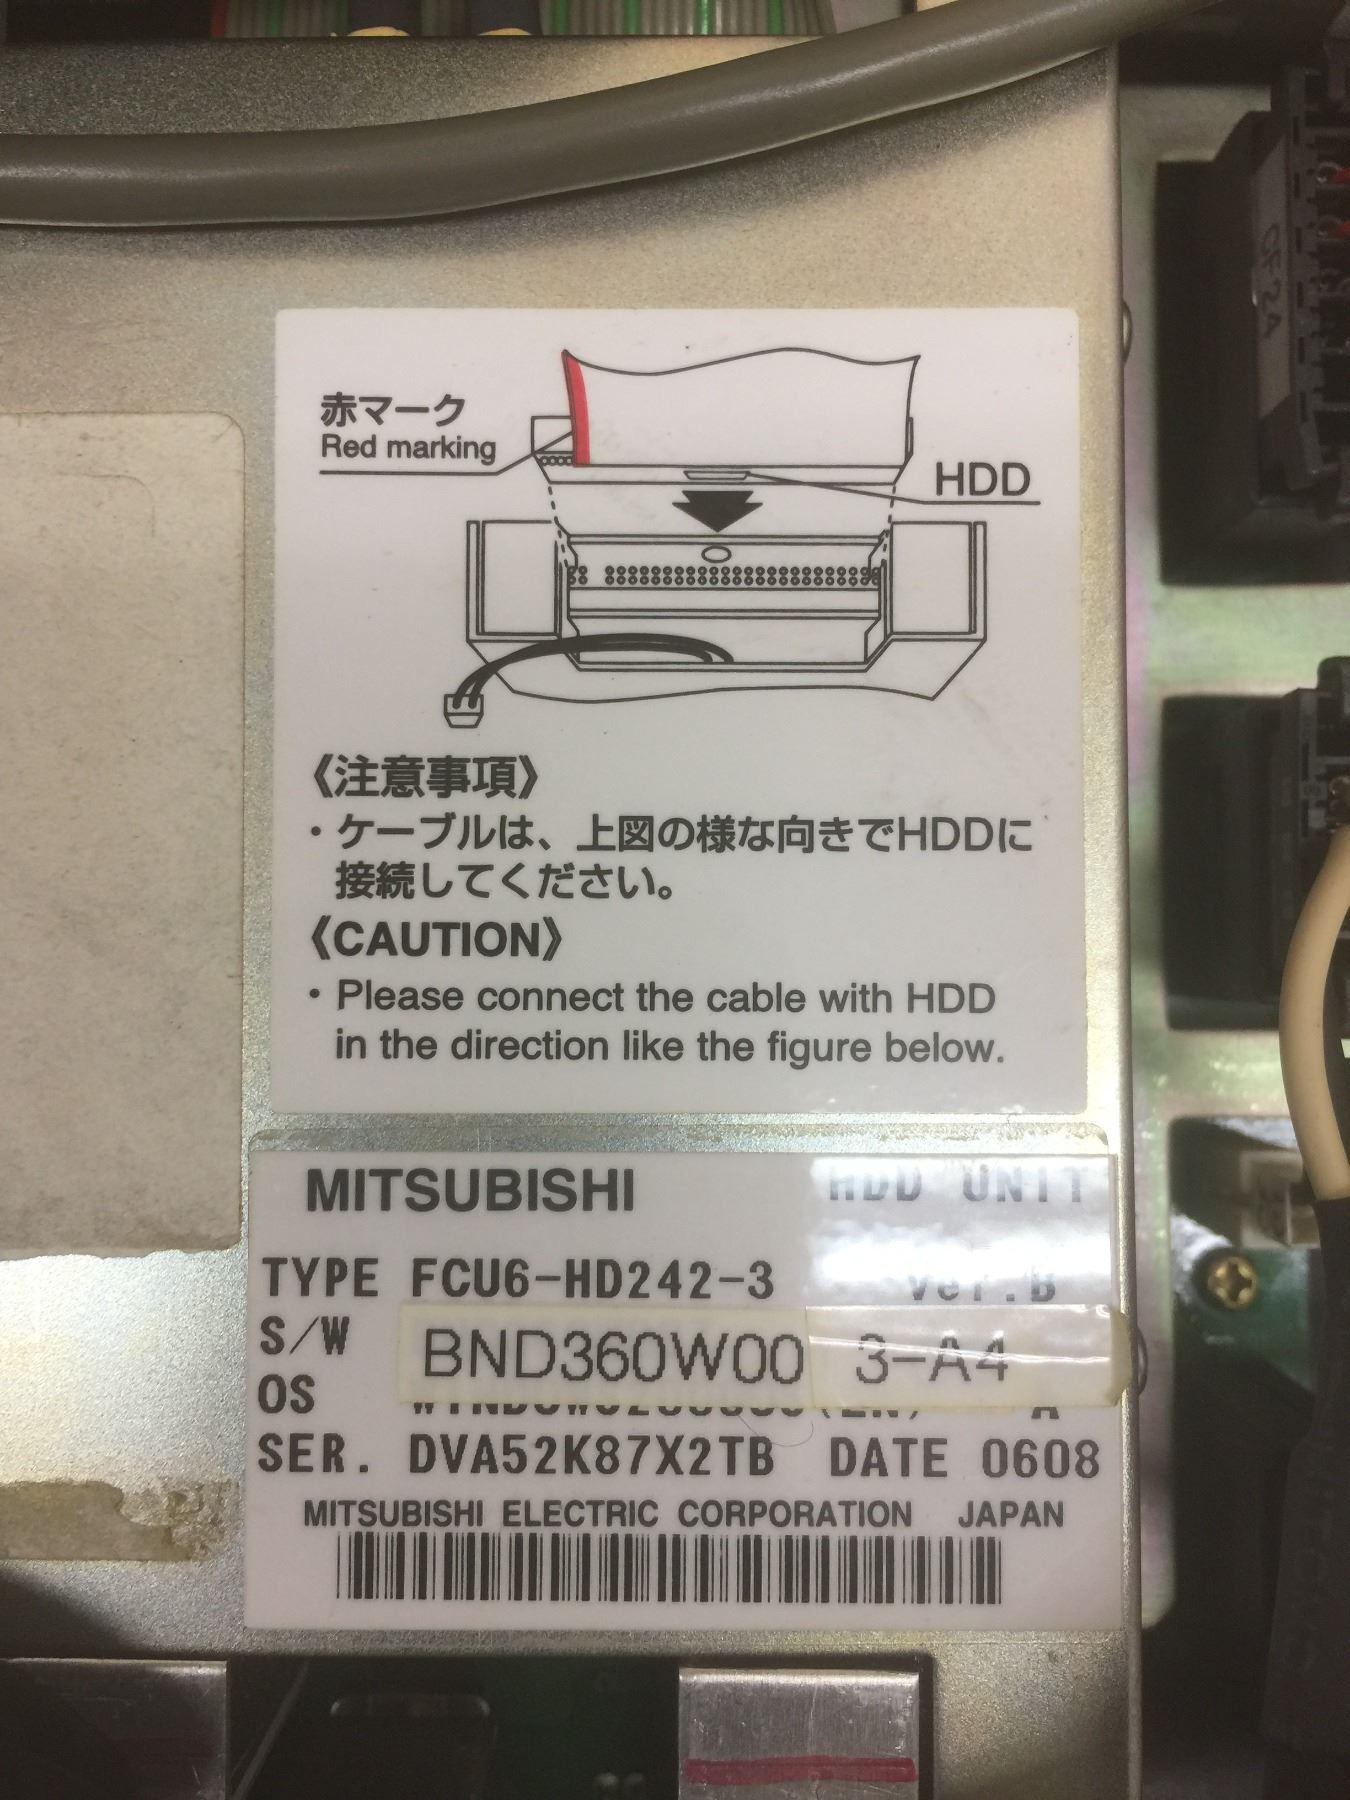 CF24
赤マーク
Red marking
HDD
《注意事項》
・ケーブルは、上図の様な向きでHDDに
接続してください。
《CAUTION》
・Please connect the cable with HDD
in the direction like the figure below.
MITSUBISHI HDD UNIT
TYPE FCU6-HD242-3 Ver.B
S/W BND360W00 3-A4
OS A
SER. DVA52K87X2TB DATE 0608
MITSUBISHI ELECTRIC CORPORATION JAPAN